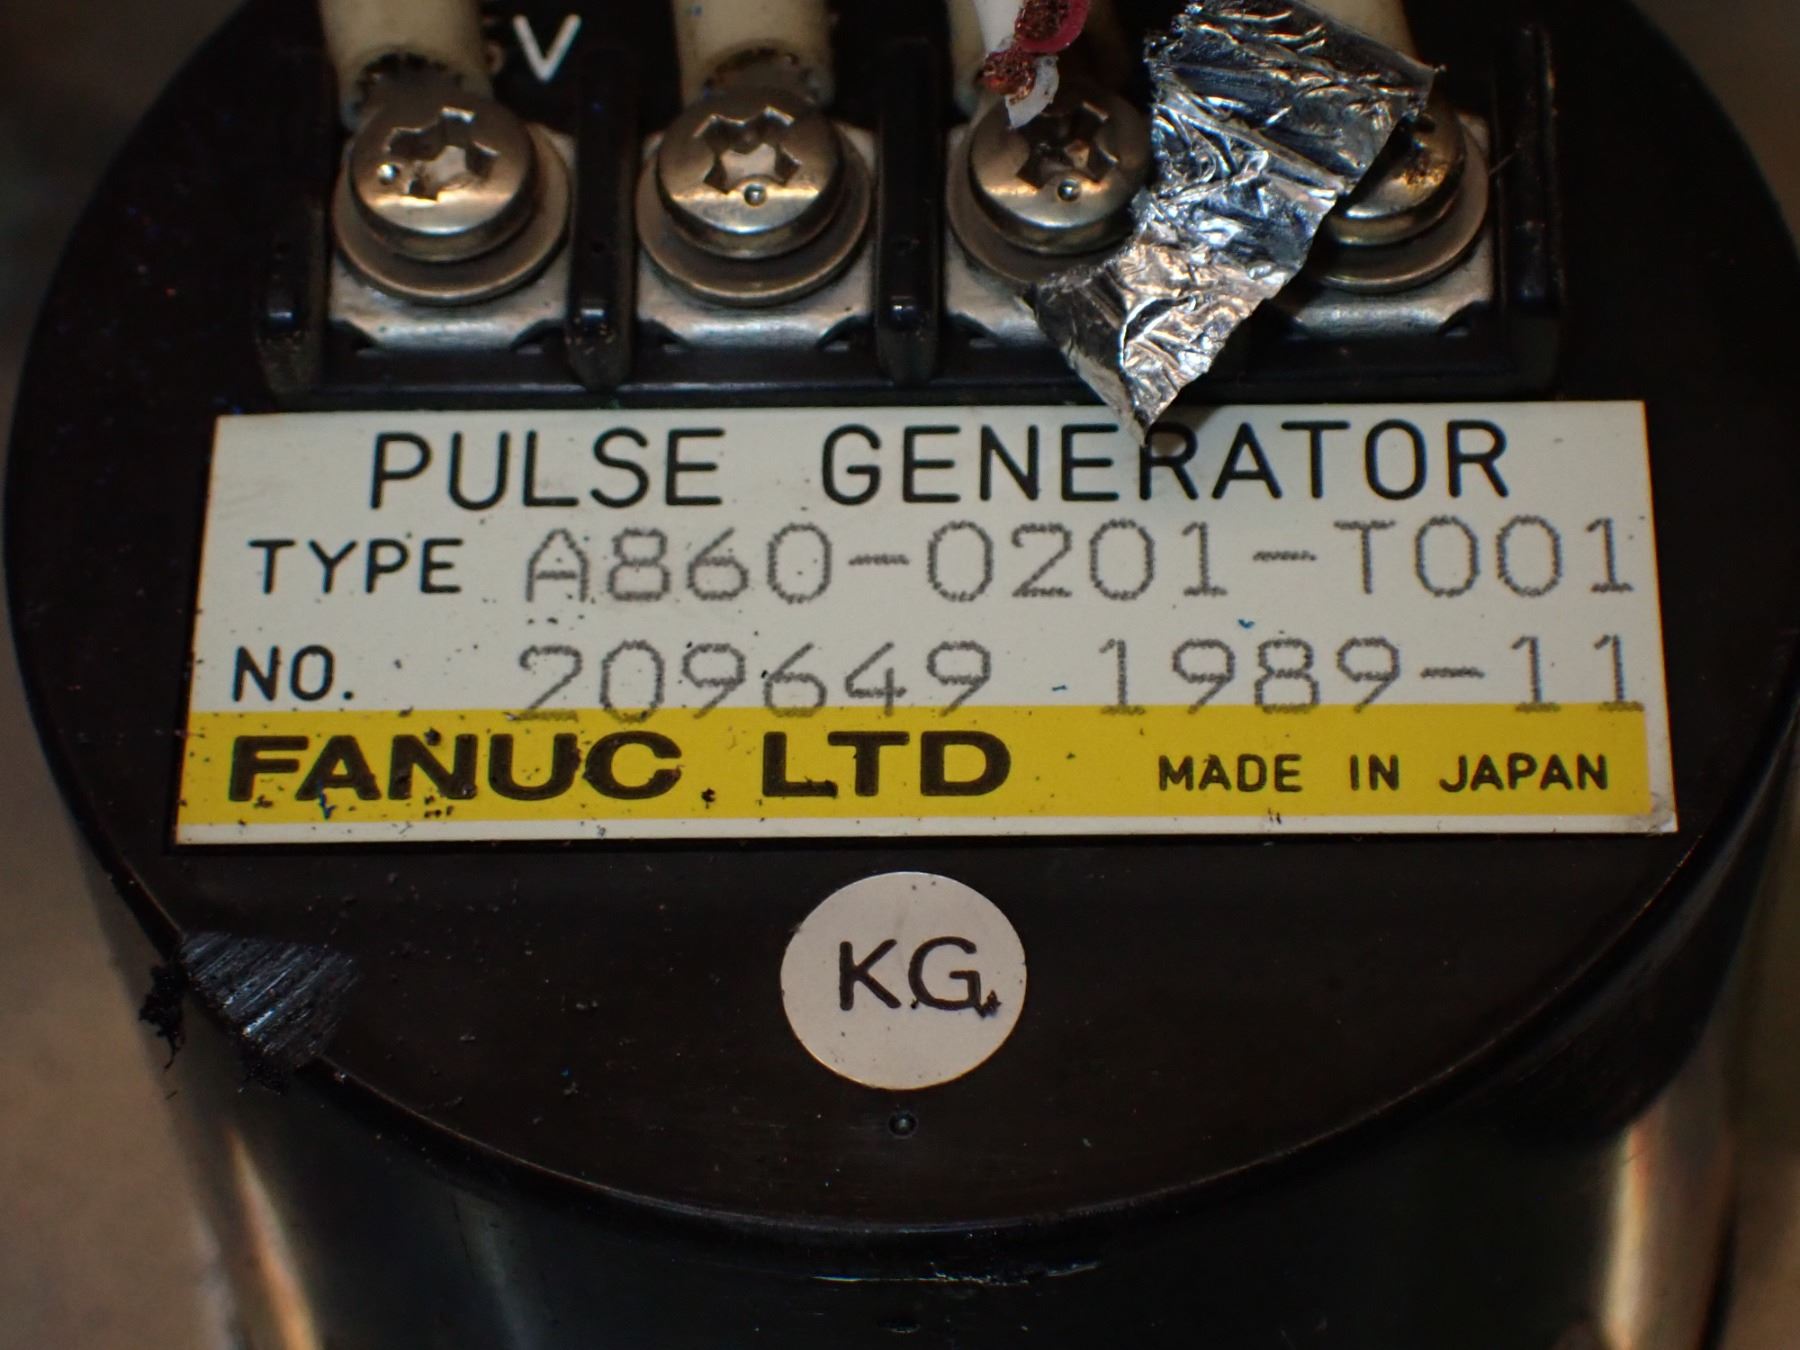 V
PULSE GENERATOR
TYPE A860-0201-T001
NO. 209649 1989-11
FANUC LTD MADE IN JAPAN
KG